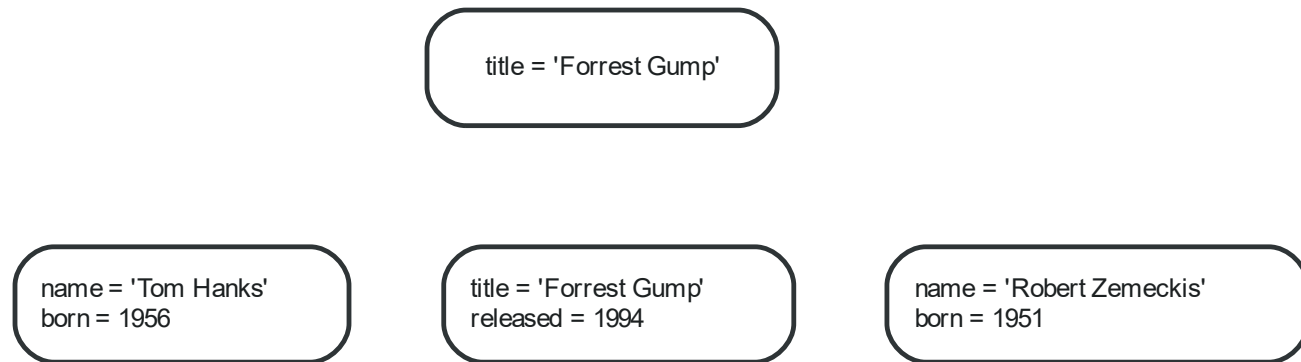 title = 'Forrest Gump'
name = 'Tom Hanks'
born = 1956
title = 'Forrest Gump'
released = 1994
name = 'Robert Zemeckis'
born = 1951